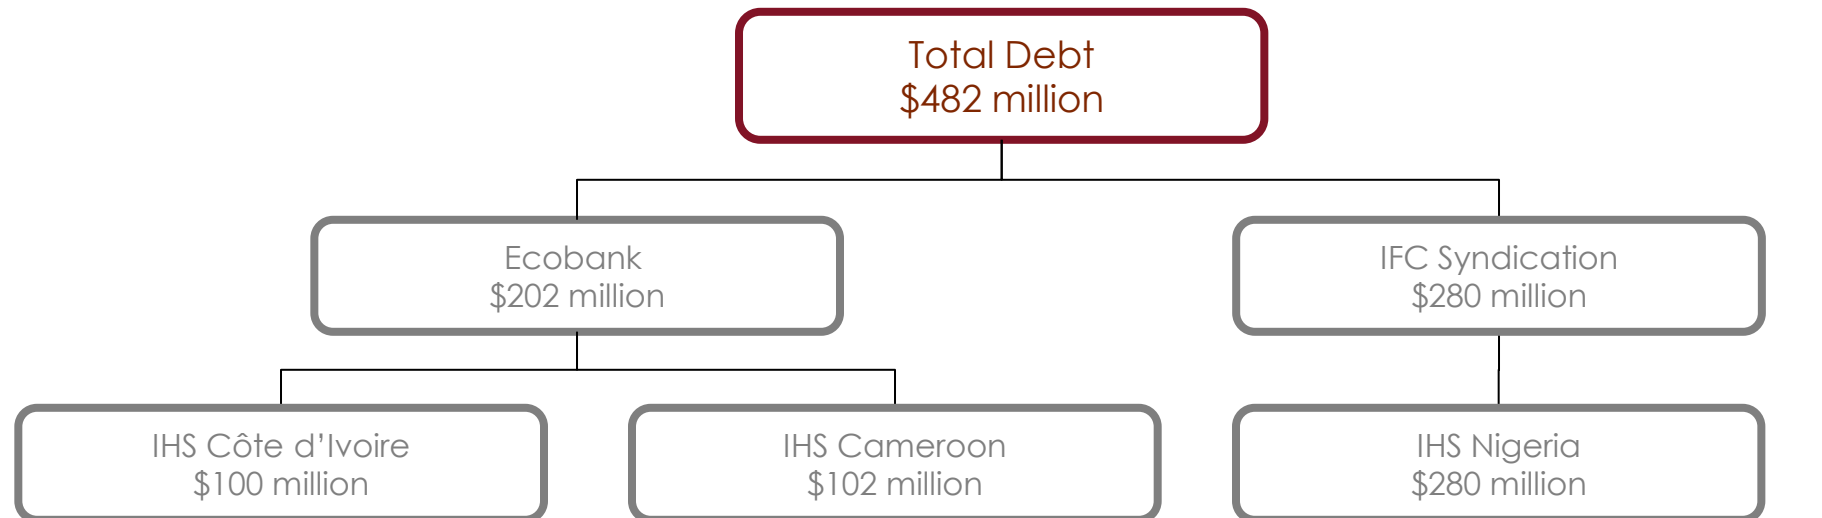 Total Debt
$482 million
Ecobank
$202 million
IFC Syndication
$280 million
IHS Côte d’Ivoire
$100 million
IHS Cameroon
$102 million
IHS Nigeria
$280 million